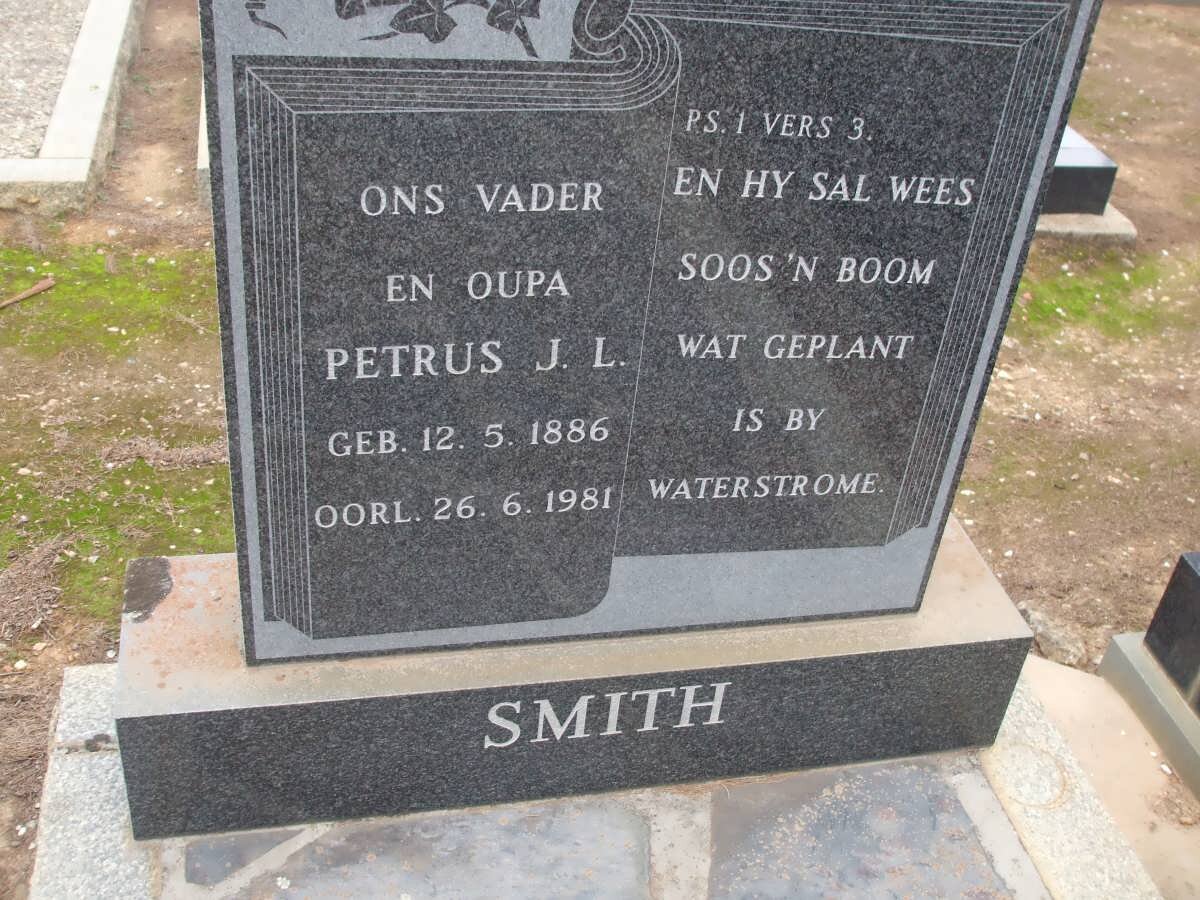 ONS VADER
EN OUPA
PETRUS J. L.
GEB. 12. 5. 1886
OORL. 26. 6. 1981
PS. 1 VERS 3.
EN HY SAL WEES
SOOS 'N BOOM
WAT GEPLANT
IS BY
WATERSTROME.
SMITH